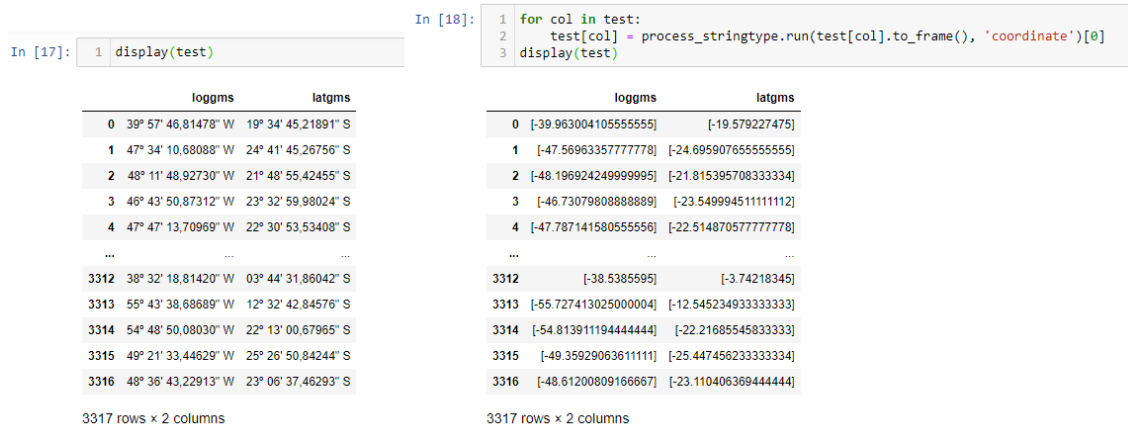 In [17]: 1 display(test)
loggms latgms
0 39º 57' 46,81478" W 19º 34' 45,21891" S
1 47º 34' 10,68088" W 24º 41' 45,26756" S
2 48º 11' 48,92730" W 21º 48' 55,42455" S
3 46º 43' 50,87312" W 23º 32' 59,98024" S
4 47º 47' 13,70969" W 22º 30' 53,53408" S
... ... ...
3312 38º 32' 18,81420" W 03º 44' 31,86042" S
3313 55º 43' 38,68689" W 12º 32' 42,84576" S
3314 54º 48' 50,08030" W 22º 13' 00,67965" S
3315 49º 21' 33,44629" W 25º 26' 50,84244" S
3316 48º 36' 43,22913" W 23º 06' 37,46293" S
3317 rows × 2 columns
In [18]: 1 for col in test:
2 test[col] = process_stringtype.run(test[col].to_frame(), 'coordinate')[0]
3 display(test)
loggms latgms
0 [-39.963004105555555] [-19.579227475]
1 [-47.56963357777778] [-24.695907655555555]
2 [-48.196924249999995] [-21.815395708333334]
3 [-46.73079808888889] [-23.549994511111112]
4 [-47.787141580555556] [-22.514870577777778]
... ... ...
3312 [-38.5385595] [-3.74218345]
3313 [-55.727413025000004] [-12.545234933333333]
3314 [-54.813911194444444] [-22.21685545833333]
3315 [-49.35929063611111] [-25.447456233333334]
3316 [-48.61200809166667] [-23.110406369444444]
3317 rows × 2 columns